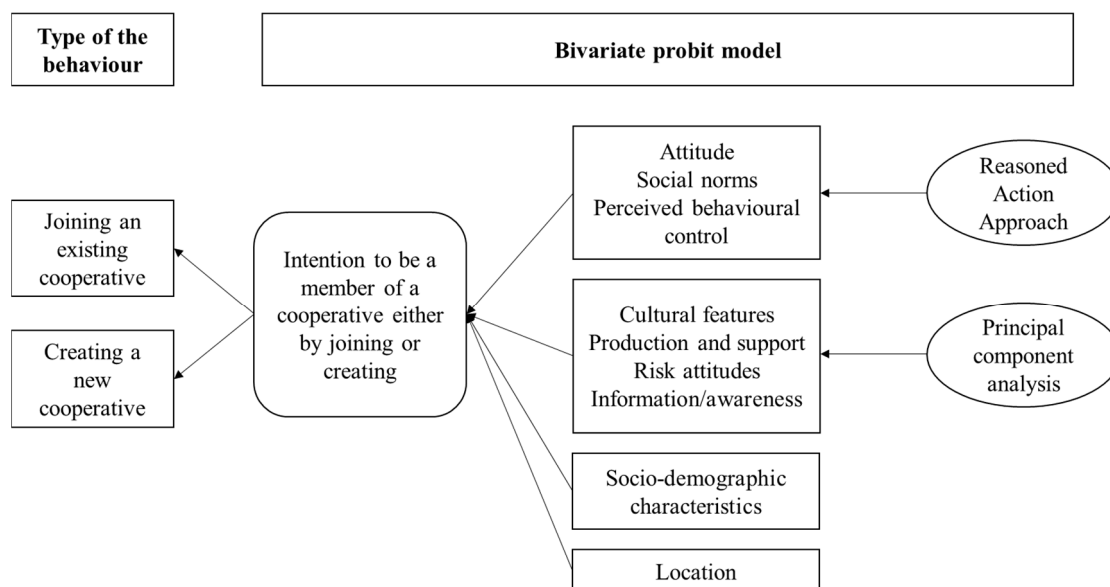 Type of the
behaviour
Bivariate probit model
Joining an
existing
cooperative
Creating a
new
cooperative
Intention to be a
member of a
cooperative either
by joining or
creating
Attitude
Social norms
Perceived behavioural
control
Cultural features
Production and support
Risk attitudes
Information/awareness
Socio-demographic
characteristics
Location
Reasoned
Action
Approach
Principal
component
analysis